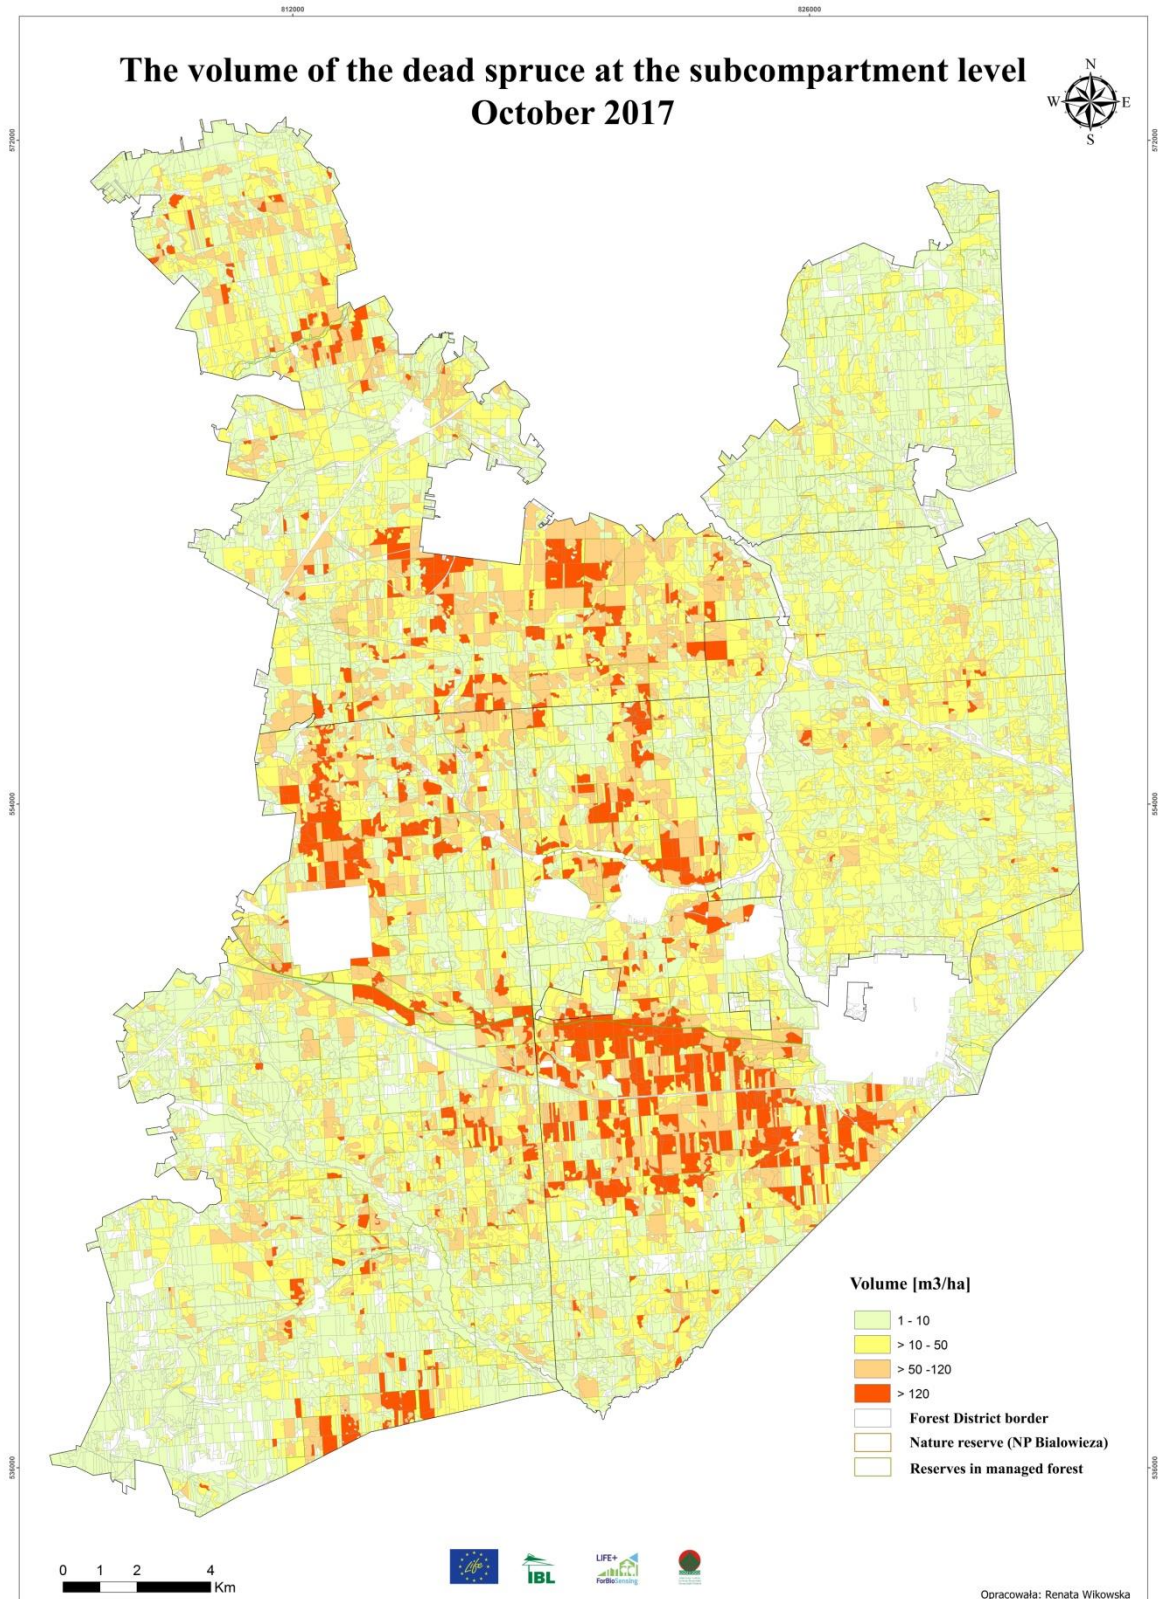 812000
826000
The volume of the dead spruce at the subcompartment level
October 2017
N
W E
S
572000
572000
554000
554000
Volume [m3/ha]
1 - 10
> 10 - 50
> 50 -120
> 120
Forest District border
Nature reserve (NP Bialowieza)
Reserves in managed forest
536000
536000
0 1 2 4
Km
Life
IBL
LIFE+
ForBioSensing
Opracowała: Renata Wikowska